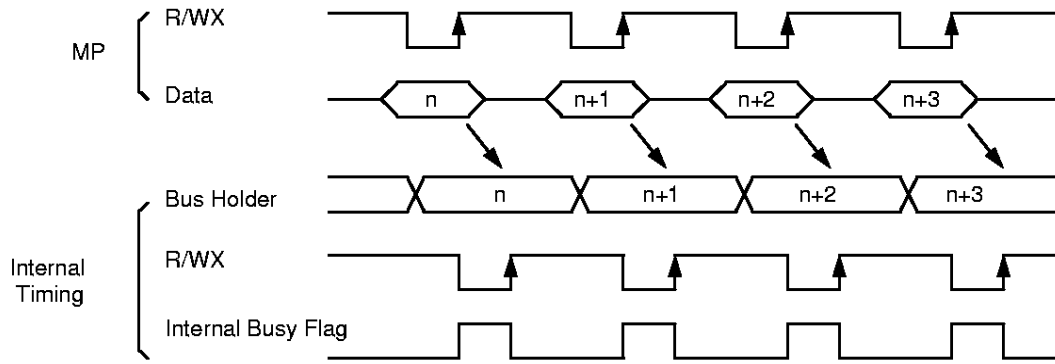 MP
R/WX
Data
n
n+1
n+2
n+3
Internal
Timing
Bus Holder
n
n+1
n+2
n+3
R/WX
Internal Busy Flag